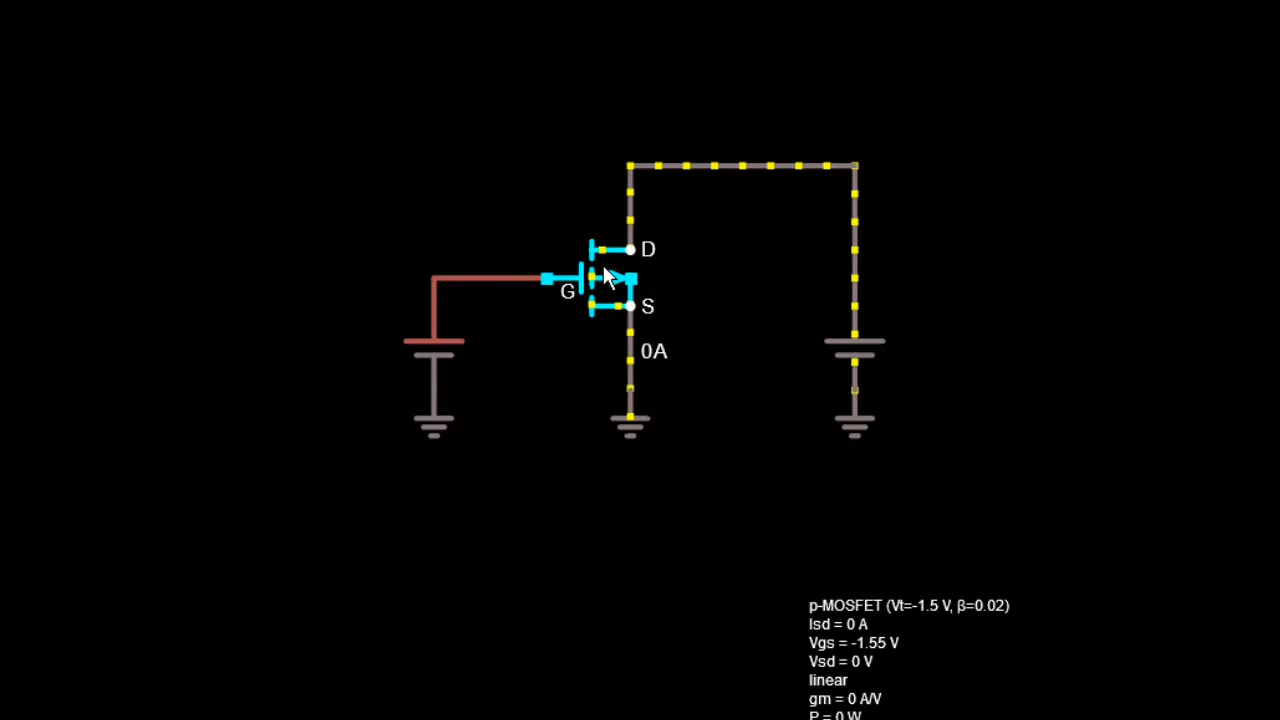 D
G
S
0A
p-MOSFET (Vt=-1.5 V, β=0.02)
Isd = 0 A
Vgs = -1.55 V
Vsd = 0 V
linear
gm = 0 A/V
P = 0 W